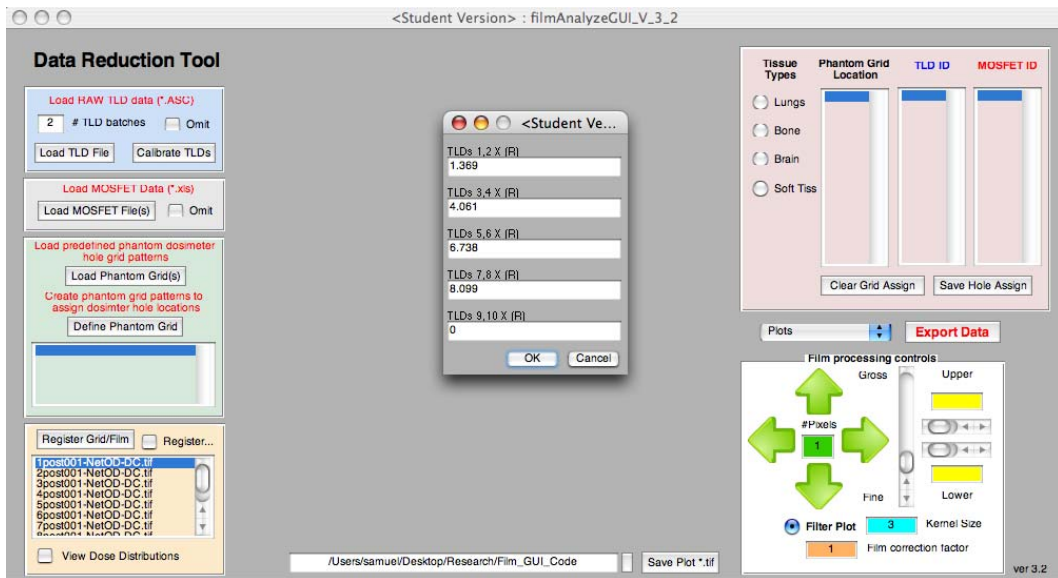 <Student Version> : filmAnalyzeGUI_V_3_2
Data Reduction Tool
Load RAW TLD data (*.ASC)
2 # TLD batches Omit
Load TLD File Calibrate TLDs
Load MOSFET Data (*.xls)
Load MOSFET File(s) Omit
Load predefined phantom dosimeter
hole grid patterns
Load Phantom Grid(s)
Create phantom grid patterns to
assign dosimter hole locations
Define Phantom Grid
Register Grid/Film Register...
1post001-NetOD-DC.tif
2post001-NetOD-DC.tif
3post001-NetOD-DC.tif
4post001-NetOD-DC.tif
5post001-NetOD-DC.tif
6post001-NetOD-DC.tif
7post001-NetOD-DC.tif
8post001-NetOD-DC.tif
View Dose Distributions
<Student Ve...
TLDs 1,2 X (R)
1.369
TLDs 3,4 X (R)
4.061
TLDs 5,6 X (R)
6.738
TLDs 7,8 X (R)
8.099
TLDs 9,10 X (R)
0
OK Cancel
/Users/samuel/Desktop/Research/Film_GUI_Code Save Plot *.tif
Tissue
Types
Phantom Grid
Location
TLD ID
MOSFET ID
Lungs
Bone
Brain
Soft Tiss
Clear Grid Assign Save Hole Assign
Plots Export Data
Film processing controls
Gross Upper
#Pixels
1
Fine Lower
Filter Plot 3 Kernel Size
1 Film correction factor
ver 3.2